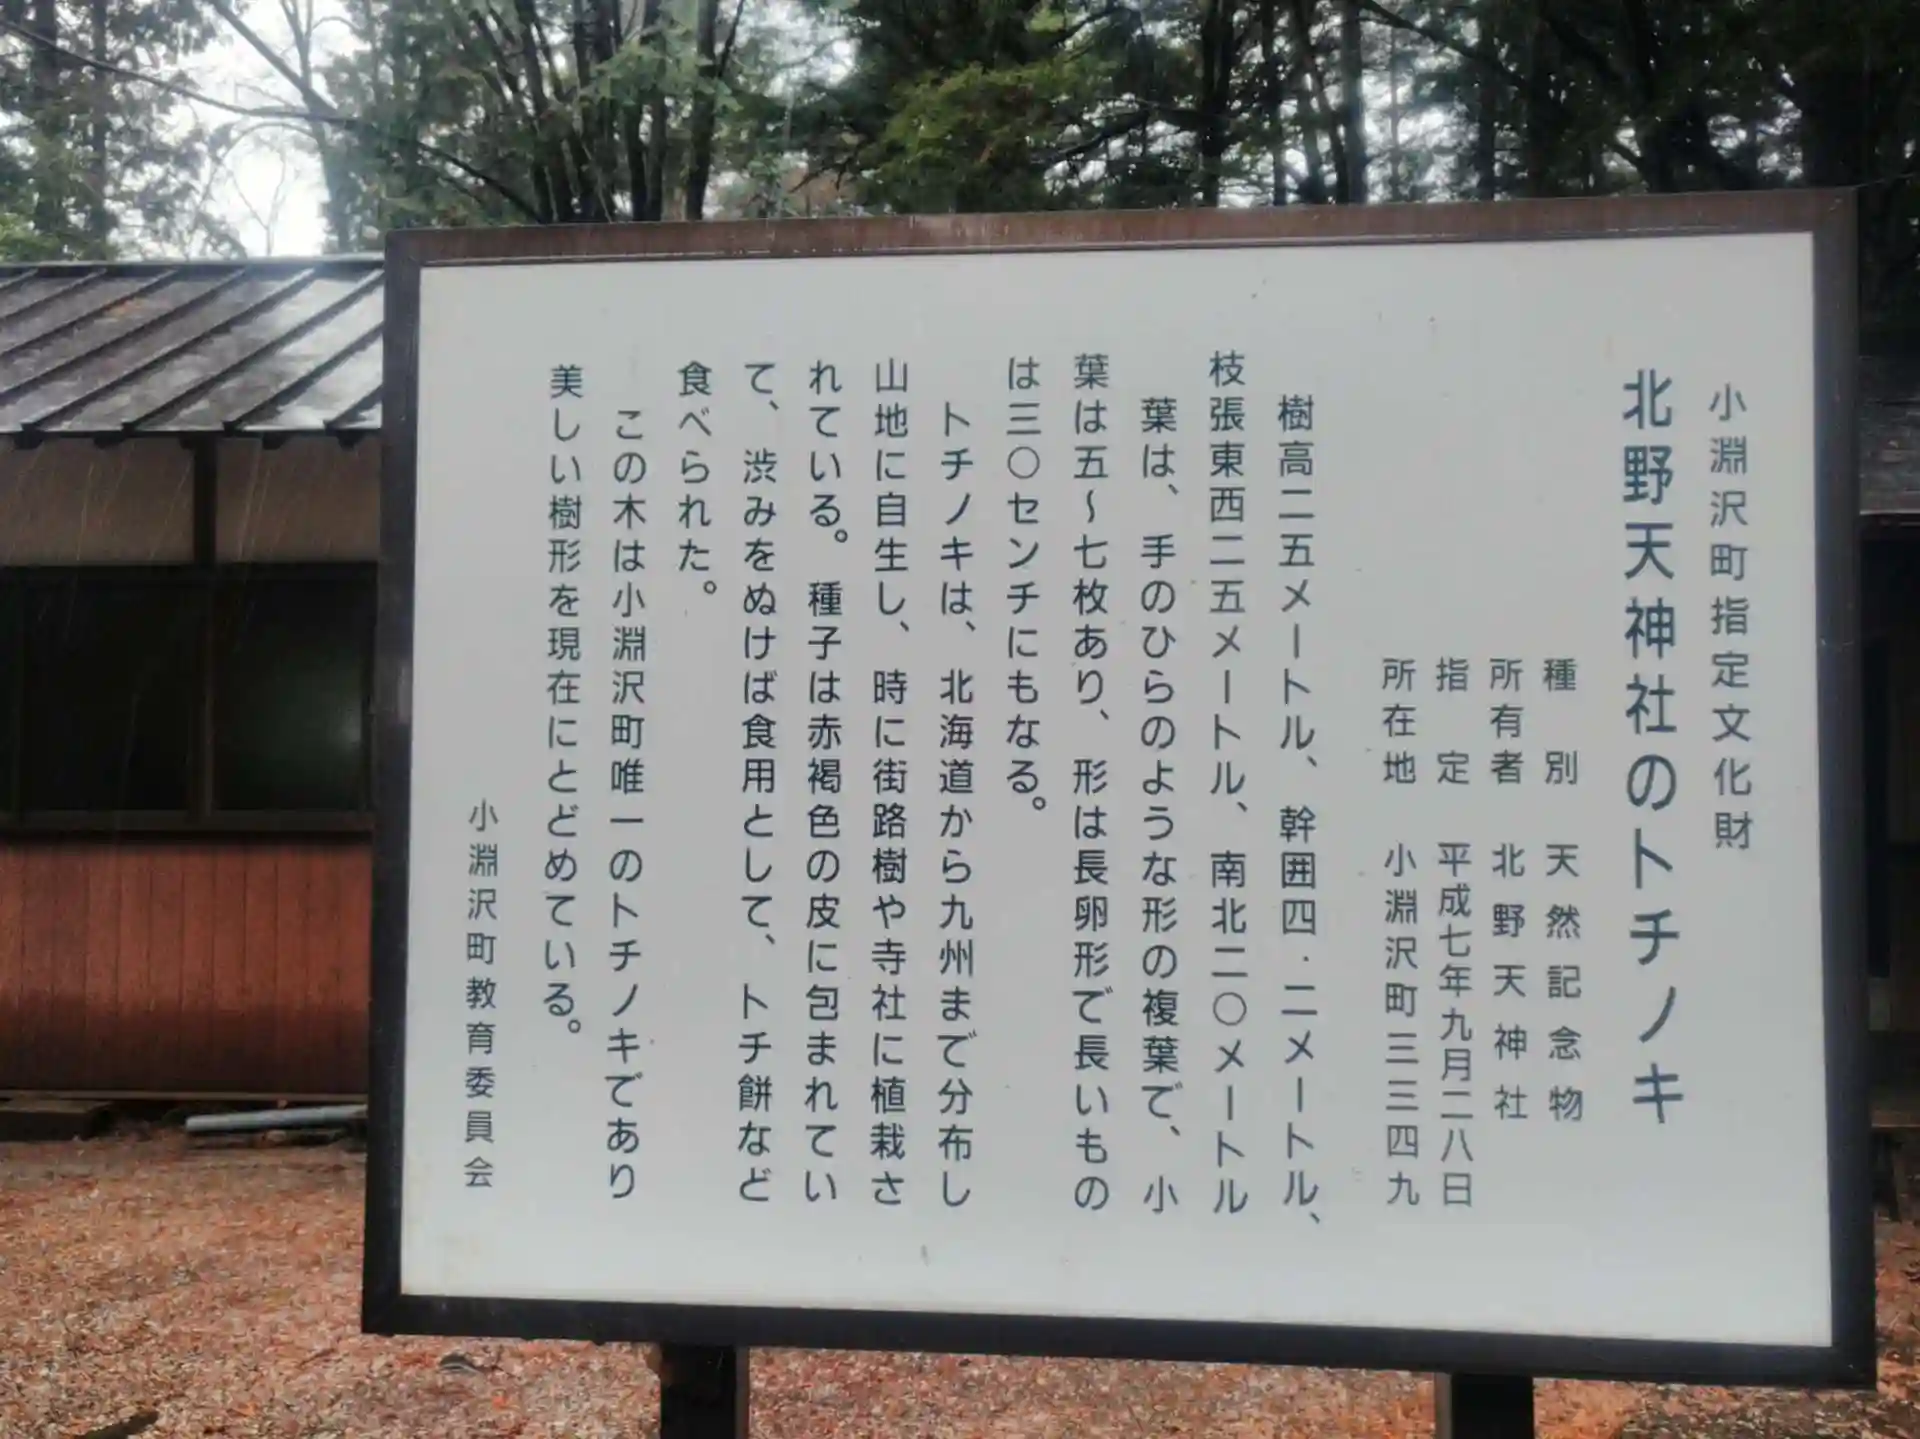 小淵沢町指定文化財
北野天神社のトチノキ
種別　天然記念物
所有者　北野天神社
指定　平成七年九月二八日
所在地　小淵沢町三三四九
樹高二五メートル、幹囲四・二メートル、
枝張東西二五メートル、南北二〇メートル
葉は、手のひらのような形の複葉で、小
葉は五～七枚あり、形は長卵形で長いもの
は三〇センチにもなる。
トチノキは、北海道から九州まで分布し
山地に自生し、時に街路樹や寺社に植栽さ
れている。種子は赤褐色の皮に包まれてい
て、渋みをぬけば食用として、トチ餅など
食べられた。
この木は小淵沢町唯一のトチノキであり
美しい樹形を現在にとどめている。
小淵沢町教育委員会